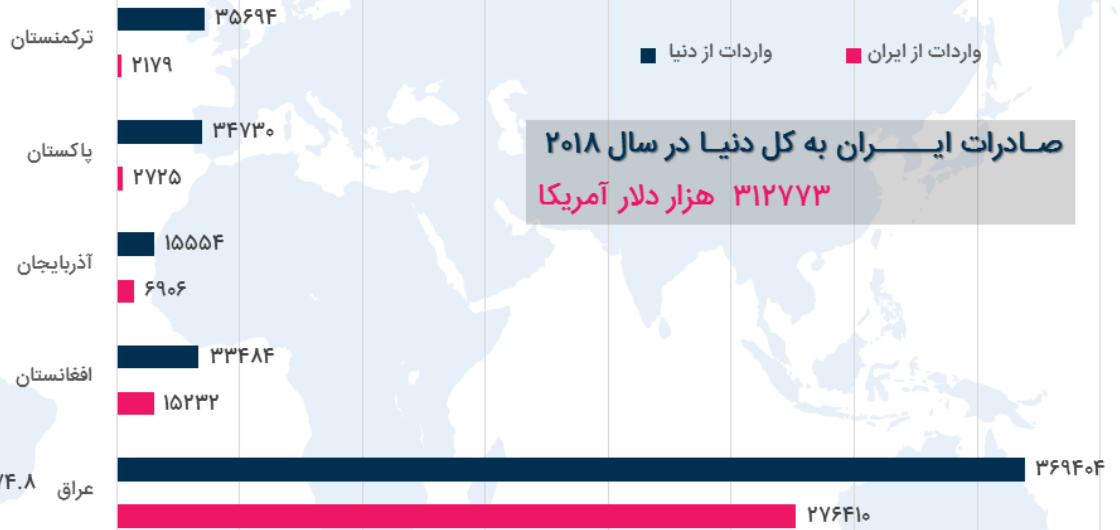 ۳۵۶۹۴
ترکمنستان
۲۱۷۹
واردات از ایران
واردات از دنیا
صـادرات ایـــــران به کل دنیـا در سال ۲۰۱۸
۳۱۲۷۷۳ هزار دلار آمریکا
۳۴۷۳۰
پاکستان
۲۷۲۵
۱۵۵۵۴
آذربایجان
۶۹۰۶
۳۳۴۸۴
افغانستان
۱۵۲۳۲
۳۶۹۴۰۴
عراق
۲۷۶۴۱۰